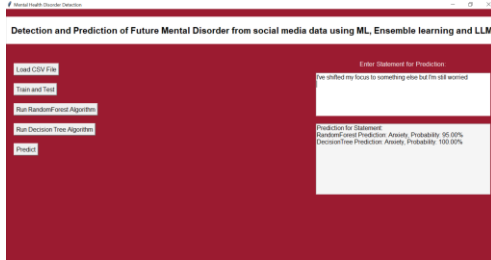 Mental Health Disorder Detection
Detection and Prediction of Future Mental Disorder from social media data using ML, Ensemble learning and LLM
Enter Statement for Prediction:
Load CSV File
I've shifted my focus to something else but I'm still worried
Train and Test
Run RandomForest Algorithm
Run Decision Tree Algorithm
Prediction for Statement:
RandomForest Prediction: Anxiety, Probability: 95.00%
DecisionTree Prediction: Anxiety, Probability: 100.00%
Predict